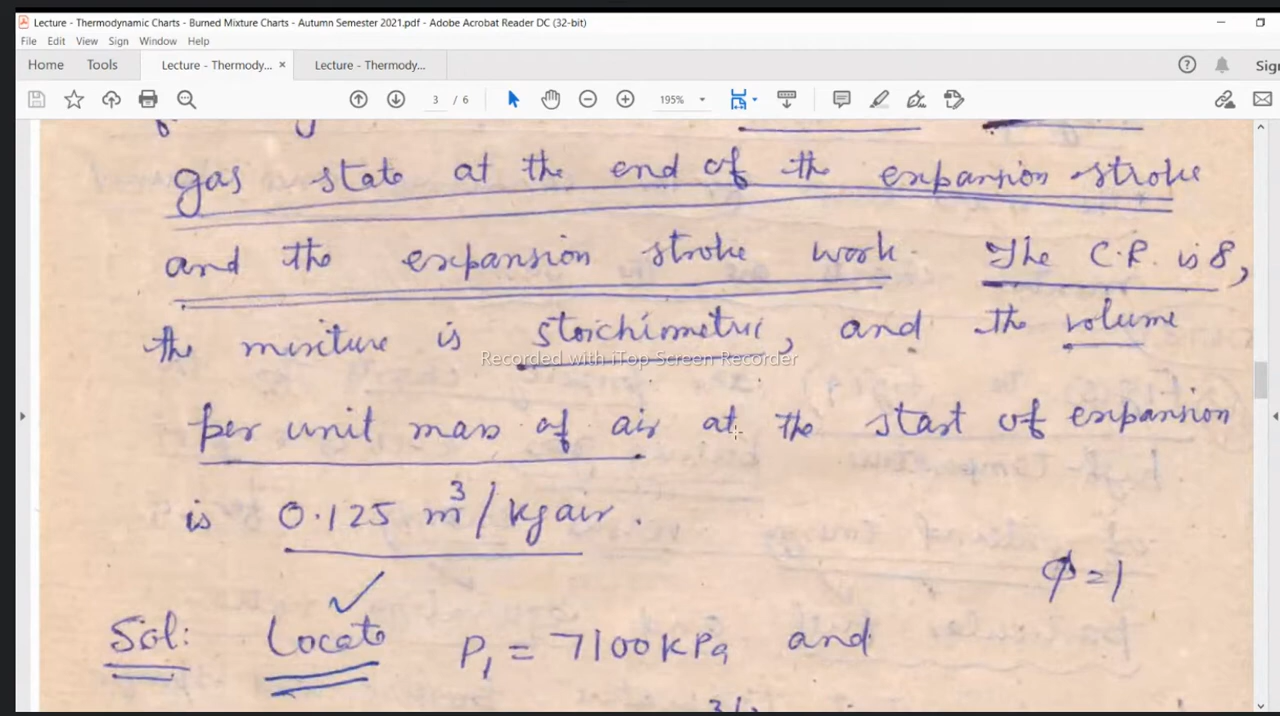 Lecture - Thermodynamic Charts - Burned Mixture Charts - Autumn Semester 2021.pdf - Adobe Acrobat Reader DC (32-bit)
File Edit View Sign Window Help
Home Tools Lecture - Thermody... × Lecture - Thermody... Sign
3 / 6 195%
gas state at the end of the expansion stroke
and the expansion stroke work. The C.R. is 8,
the mixture is stoichimetric, and the volume
Recorded with iTop Screen Recorder
per unit mass of air at the start of expansion
is 0.125 m³/kgair.
φ=1
Sol: Locate P₁ = 7100 KPa and